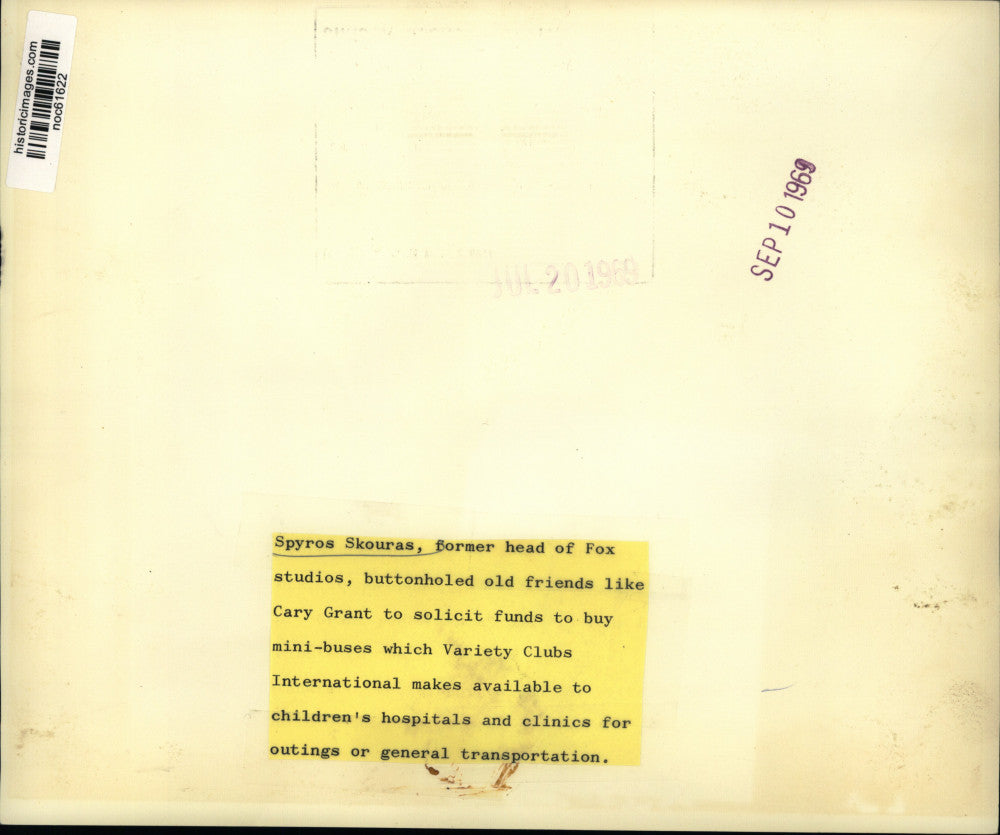 historicimages.com
noc61622
SEP 10 1969
JUL 20 1969
Spyros Skouras, former head of Fox
studios, buttonholed old friends like
Cary Grant to solicit funds to buy
mini-buses which Variety Clubs
International makes available to
children's hospitals and clinics for
outings or general transportation.